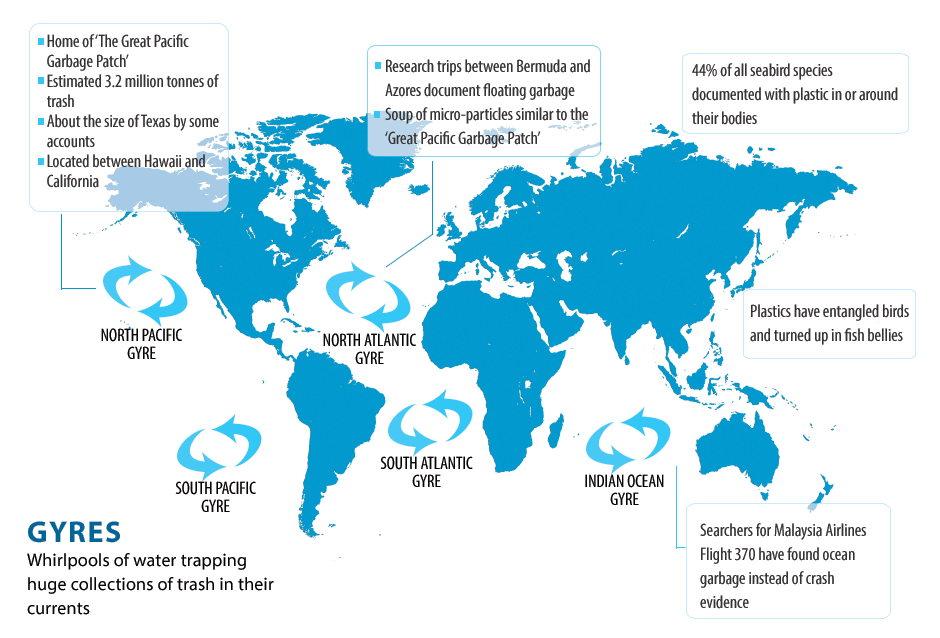 Home of 'The Great Pacific
Garbage Patch'
Estimated 3.2 million tonnes of
trash
About the size of Texas by some
accounts
Located between Hawaii and
California
Research trips between Bermuda and
Azores document floating garbage
Soup of micro-particles similar to the
'Great Pacific Garbage Patch'
44% of all seabird species
documented with plastic in or around
their bodies
Plastics have entangled birds
and turned up in fish bellies
NORTH PACIFIC
GYRE
NORTH ATLANTIC
GYRE
SOUTH PACIFIC
GYRE
SOUTH ATLANTIC
GYRE
INDIAN OCEAN
GYRE
Searchers for Malaysia Airlines
Flight 370 have found ocean
garbage instead of crash
evidence
GYRES
Whirlpools of water trapping
huge collections of trash in their
currents